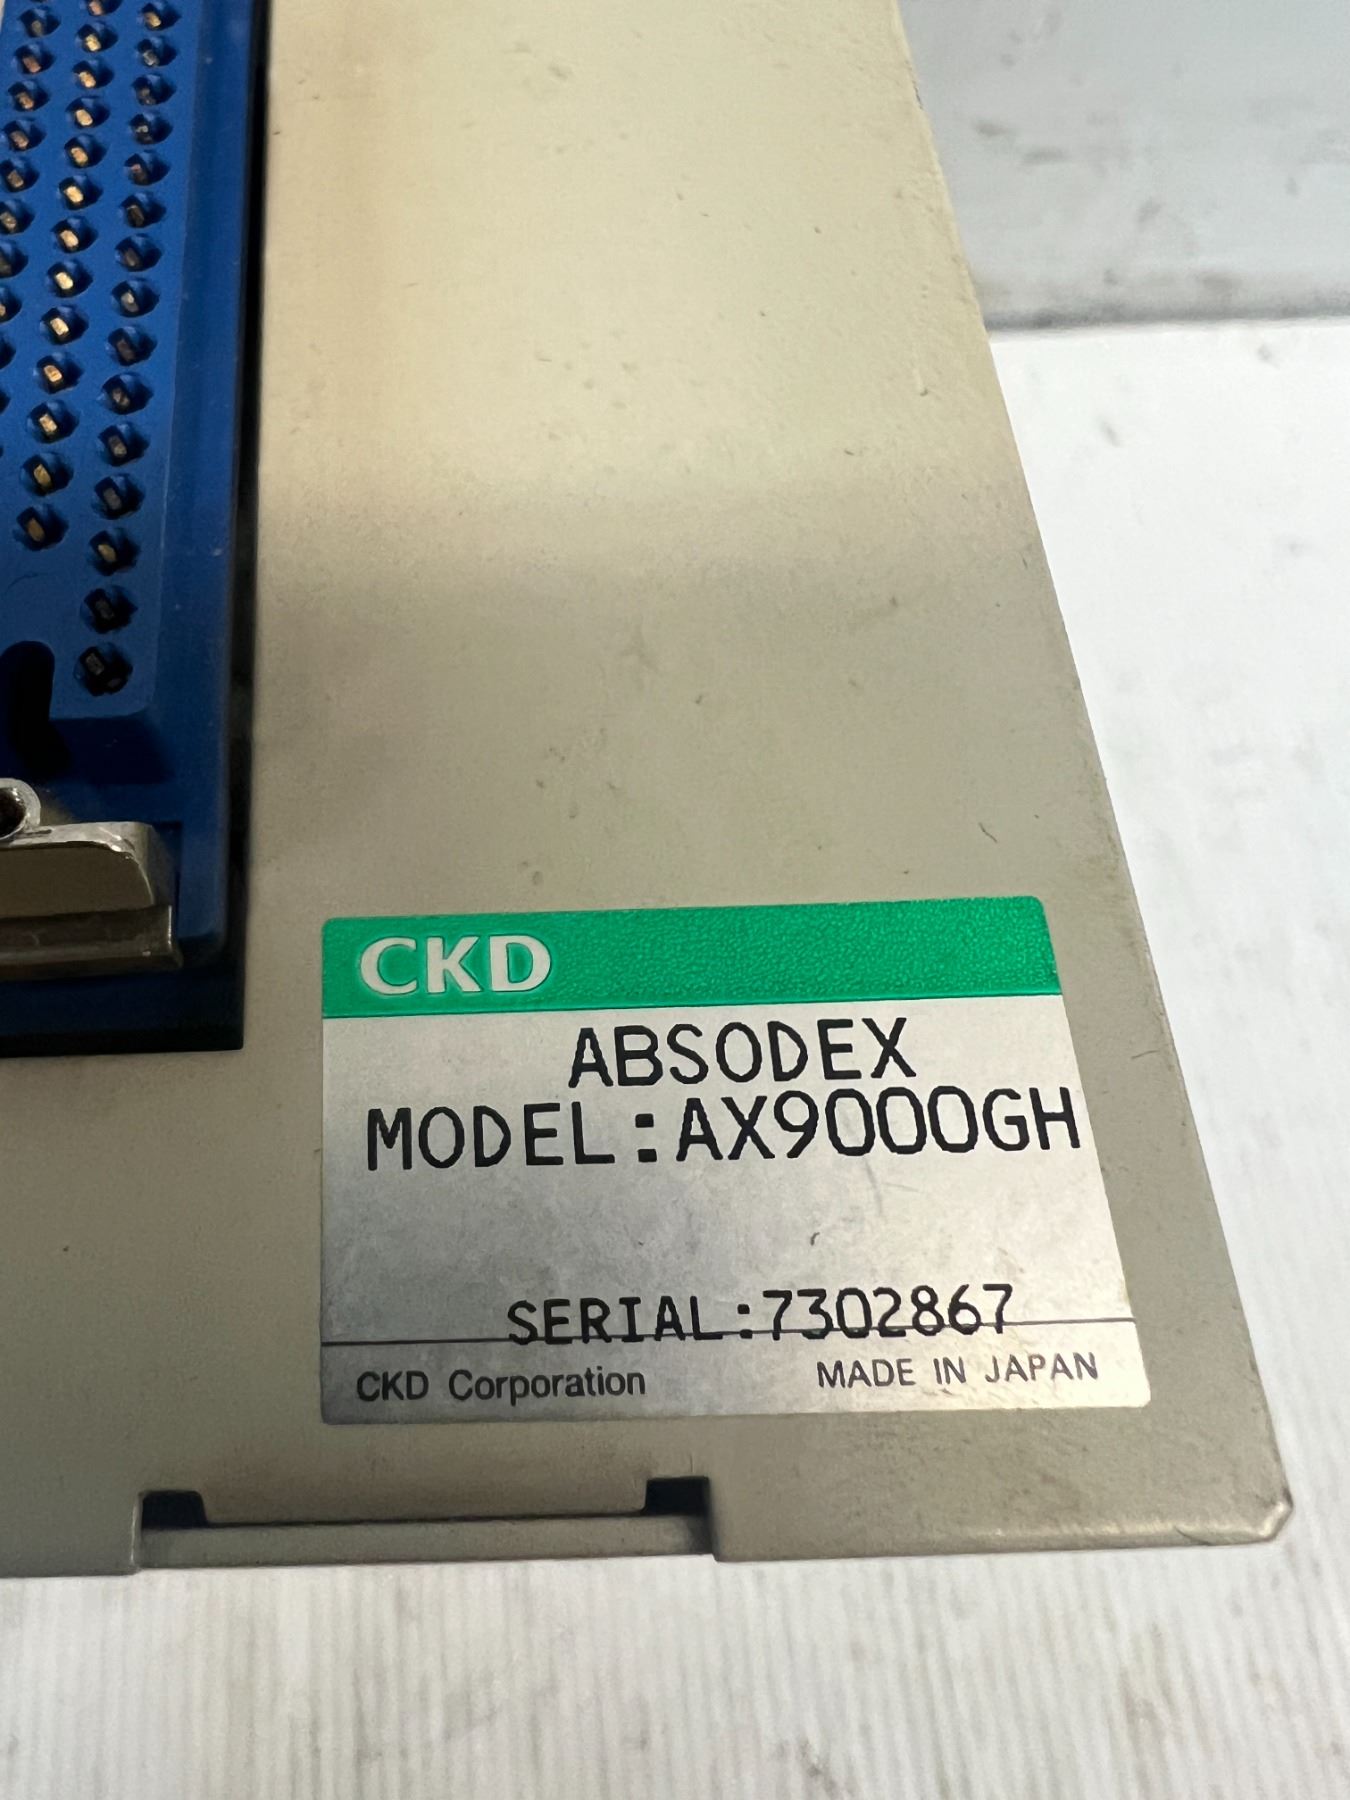 CKD
ABSODEX
MODEL:AX9000GH
SERIAL:7302867
CKD Corporation MADE IN JAPAN